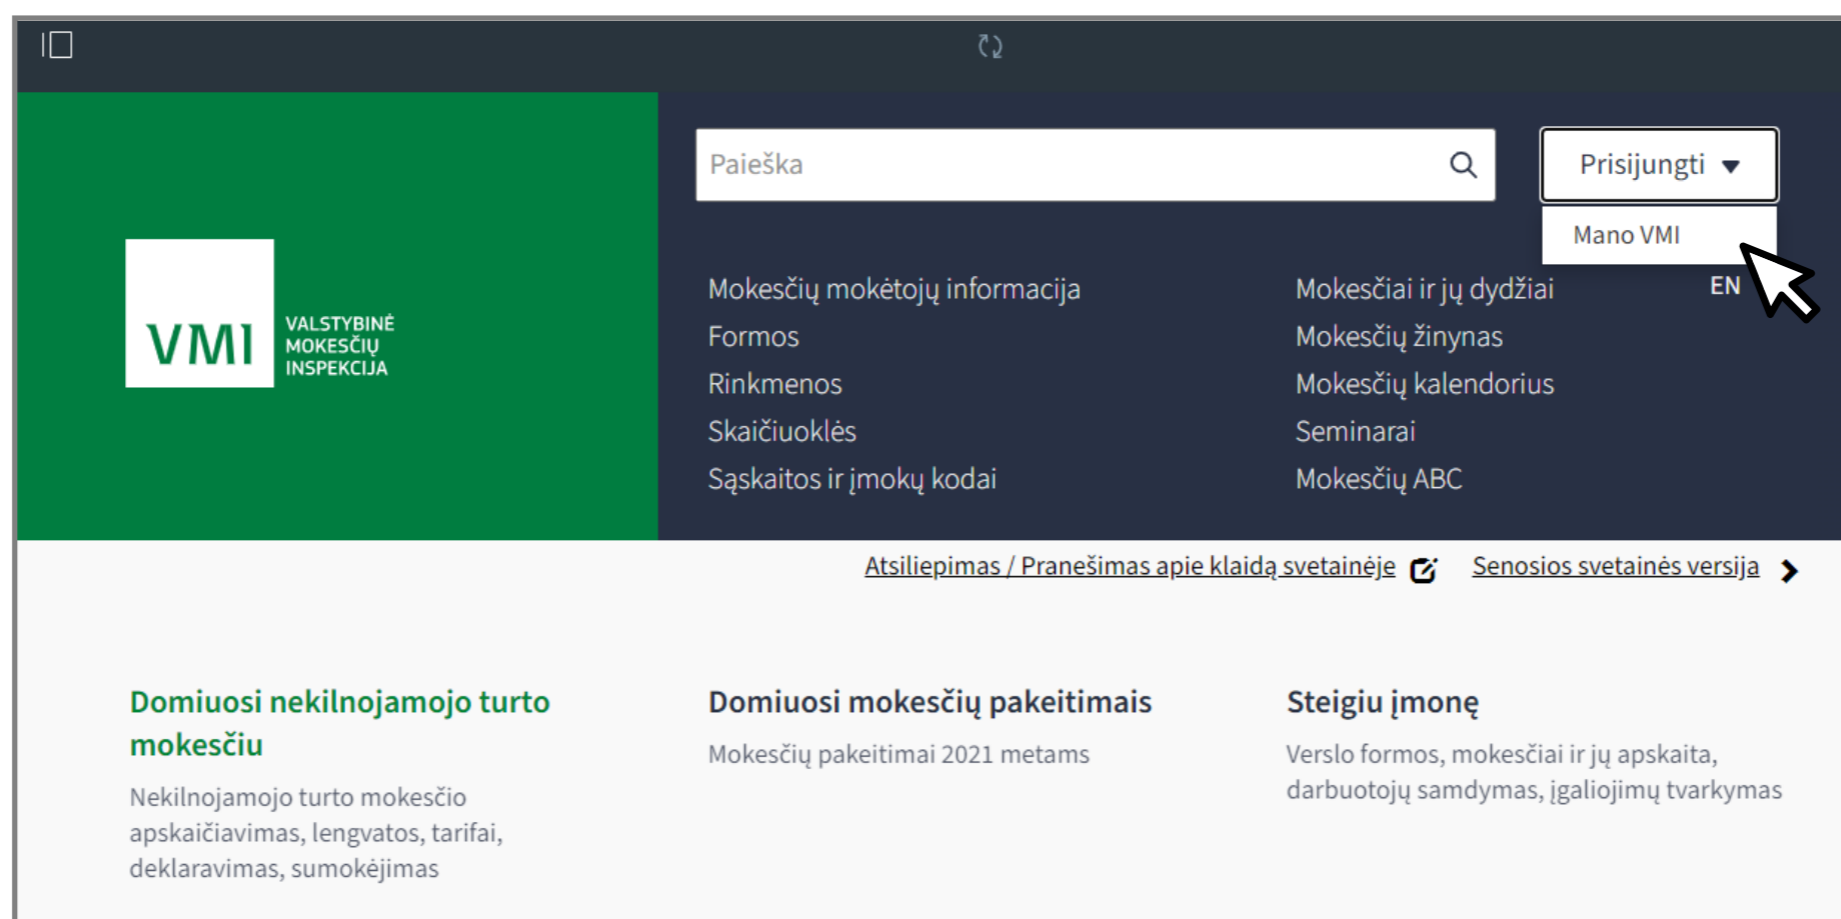 Paieška
Prisijungti
Mano VMI
EN
VMI
VALSTYBINĖ
MOKESČIŲ
INSPEKCIJA
Mokesčių mokėtojų informacija
Formos
Rinkmenos
Skaičiuoklės
Sąskaitos ir įmokų kodai
Mokesčiai ir jų dydžiai
Mokesčių žinynas
Mokesčių kalendorius
Seminarai
Mokesčių ABC
Atsiliepimas / Pranešimas apie klaidą svetainėje
Senosios svetainės versija
Domiuosi nekilnojamojo turto
mokesčiu
Nekilnojamojo turto mokesčio
apskaičiavimas, lengvatos, tarifai,
deklaravimas, sumokėjimas
Domiuosi mokesčių pakeitimais
Mokesčių pakeitimai 2021 metams
Steigiu įmonę
Verslo formos, mokesčiai ir jų apskaita,
darbuotojų samdymas, įgaliojimų tvarkymas